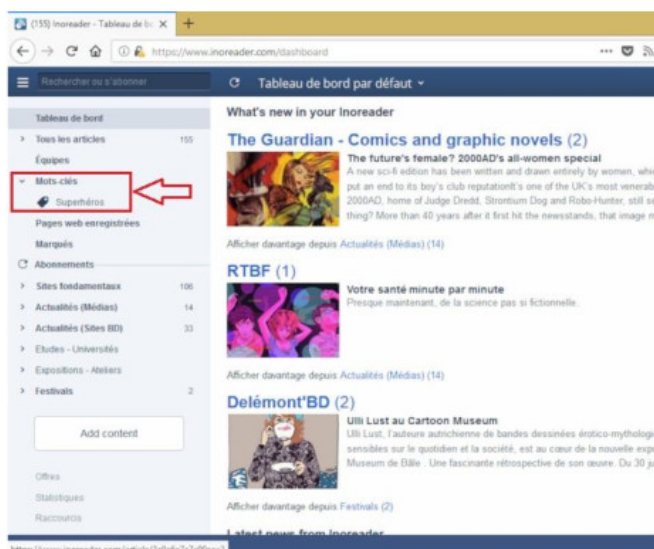 (155) Inoreader - Tableau de bo
https://www.inoreader.com/dashboard
Rechercher ou s'abonner
Tableau de bord par défaut
Tableau de bord
Tous les articles 155
Équipes
Mots-clés
Superhéros
Pages web enregistrées
Marqués
Abonnements
Sites fondamentaux 106
Actualités (Médias) 14
Actualités (Sites BD) 33
Etudes - Universités
Expositions - Ateliers
Festivals 2
Add content
Offres
Statistiques
Raccourcis
What's new in your Inoreader
The Guardian - Comics and graphic novels (2)
The future's female? 2000AD's all-women special
A new sci-fi edition has been written and drawn entirely by women, whic
put an end to its boy's club reputationIt's one of the UK's most venerab
2000AD, home of Judge Dredd, Strontium Dog and Robo-Hunter, still se
thing? More than 40 years after it first hit the newsstands, that image m
Afficher davantage depuis Actualités (Médias) (14)
RTBF (1)
Votre santé minute par minute
Presque maintenant, de la science pas si fictionnelle.
Afficher davantage depuis Actualités (Médias) (14)
Delémont'BD (2)
Ulli Lust au Cartoon Museum
Ulli Lust, l'auteure autrichienne de bandes dessinées érotico-mythologi
sensibles sur le quotidien et la société, est au cœur de la nouvelle expo
Museum de Bâle . Une fascinante rétrospective de son œuvre. Du 30 ju
Afficher davantage depuis Festivals (2)
Latest news from Inoreader